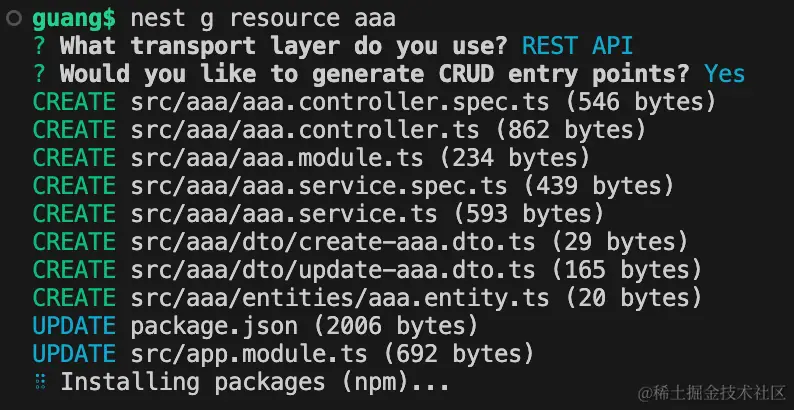 guang$ nest g resource aaa
? What transport layer do you use? REST API
? Would you like to generate CRUD entry points? Yes
CREATE src/aaa/aaa.controller.spec.ts (546 bytes)
CREATE src/aaa/aaa.controller.ts (862 bytes)
CREATE src/aaa/aaa.module.ts (234 bytes)
CREATE src/aaa/aaa.service.spec.ts (439 bytes)
CREATE src/aaa/aaa.service.ts (593 bytes)
CREATE src/aaa/dto/create-aaa.dto.ts (29 bytes)
CREATE src/aaa/dto/update-aaa.dto.ts (165 bytes)
CREATE src/aaa/entities/aaa.entity.ts (20 bytes)
UPDATE package.json (2006 bytes)
UPDATE src/app.module.ts (692 bytes)
Installing packages (npm)...
@稀土掘金技术社区